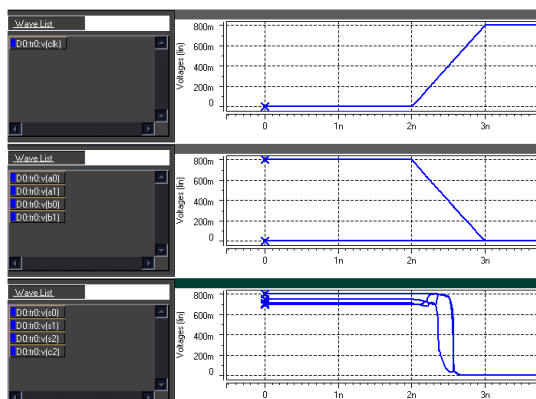 Wave List
D0:tr0:v(clk)
Voltages (lin)
800m
600m
400m
200m
0
0 1n 2n 3n
Wave List
D0:tr0:v(a0)
D0:tr0:v(a1)
D0:tr0:v(b0)
D0:tr0:v(b1)
Voltages (lin)
800m
600m
400m
200m
0
0 1n 2n 3n
Wave List
D0:tr0:v(s0)
D0:tr0:v(s1)
D0:tr0:v(s2)
D0:tr0:v(c2)
Voltages (lin)
800m
600m
400m
200m
0
0 1n 2n 3n